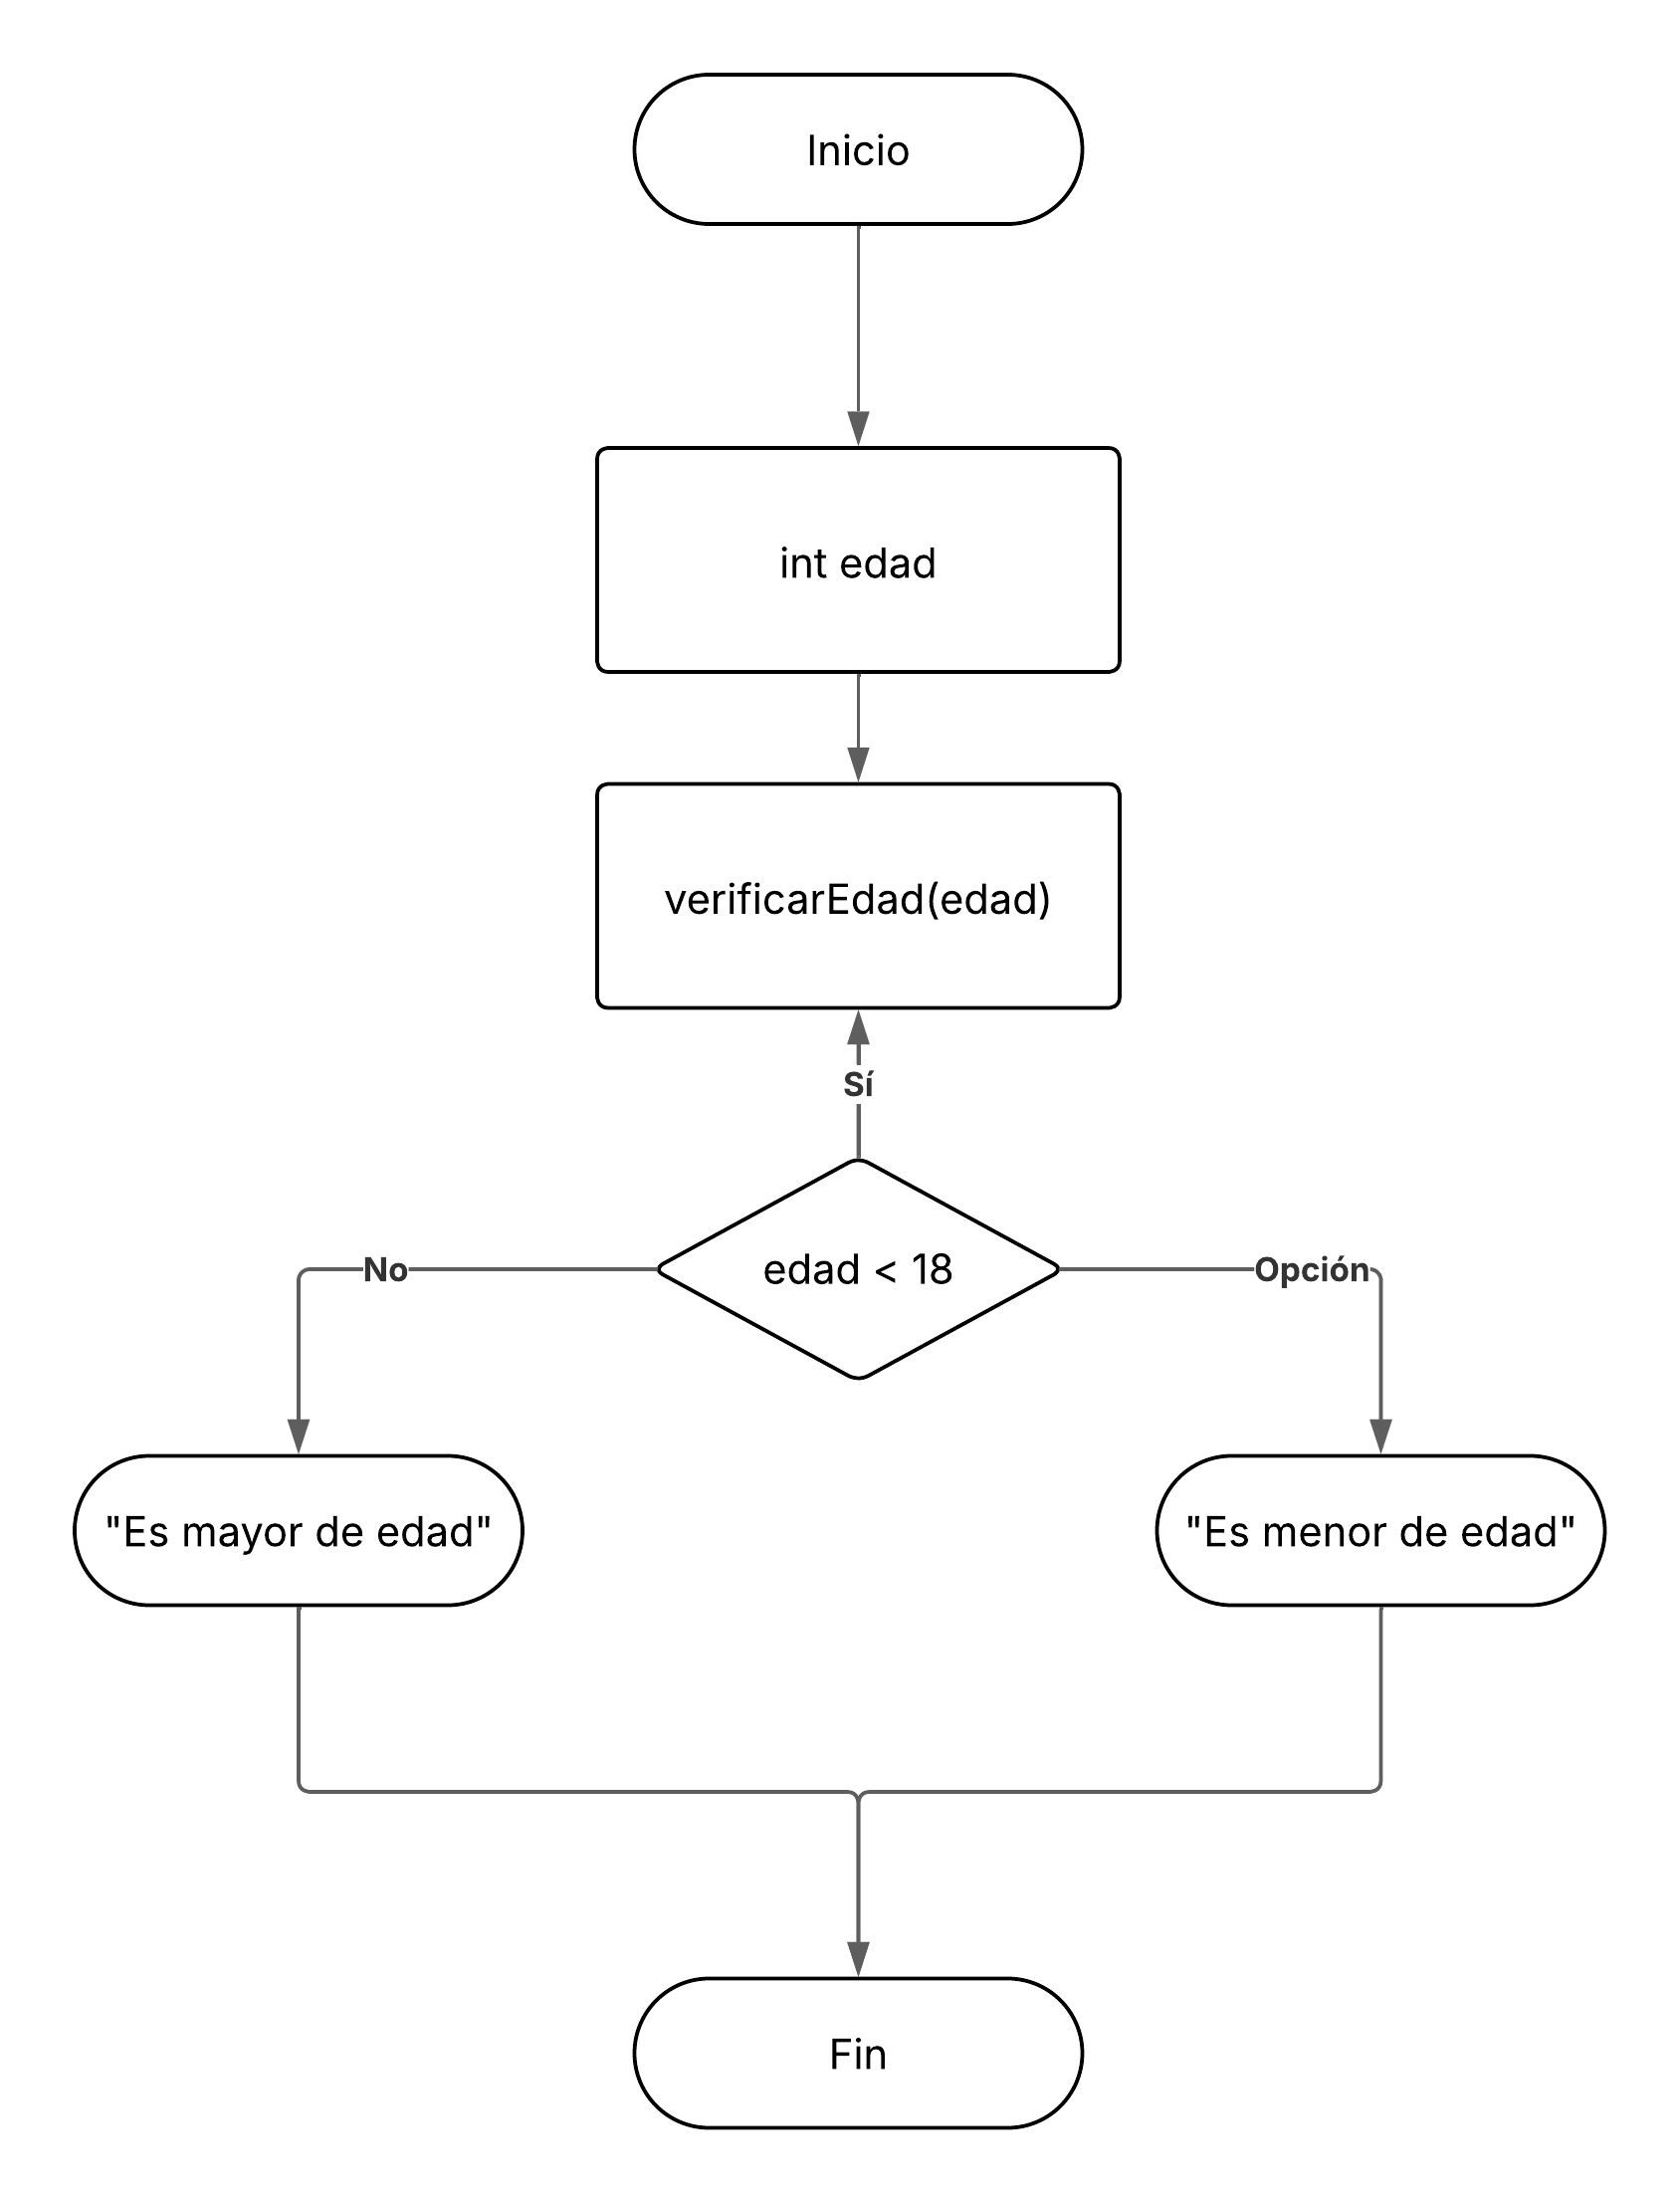 Inicio
int edad
verificarEdad(edad)
Sí
No
edad < 18
Opción
"Es mayor de edad"
"Es menor de edad"
Fin